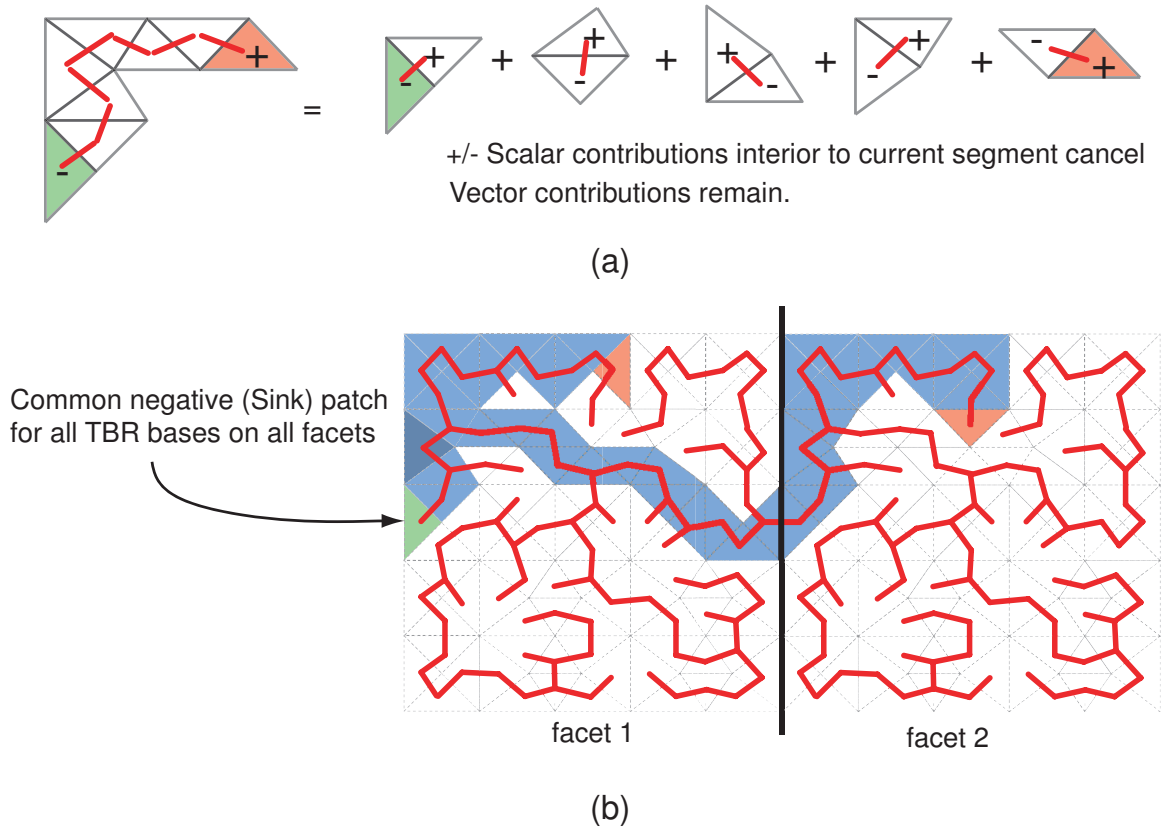 +
-
=
-
+
+
-
+
+
+
-
+
-
+
+
-
+
+/- Scalar contributions interior to current segment cancel
Vector contributions remain.
(a)
Common negative (Sink) patch
for all TBR bases on all facets
facet 1
facet 2
(b)